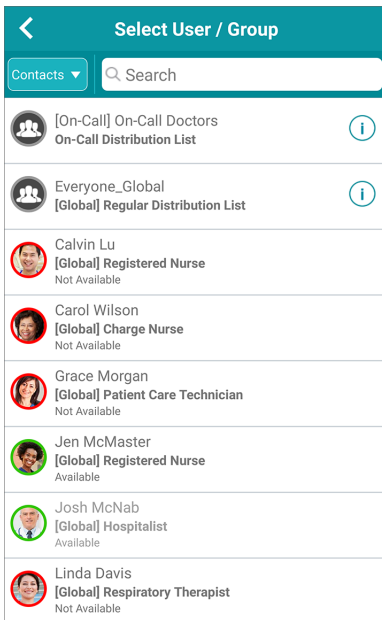 Select User / Group
Contacts
Search
[On-Call] On-Call Doctors
On-Call Distribution List
Everyone_Global
[Global] Regular Distribution List
Calvin Lu
[Global] Registered Nurse
Not Available
Carol Wilson
[Global] Charge Nurse
Not Available
Grace Morgan
[Global] Patient Care Technician
Not Available
Jen McMaster
[Global] Registered Nurse
Available
Josh McNab
[Global] Hospitalist
Available
Linda Davis
[Global] Respiratory Therapist
Not Available